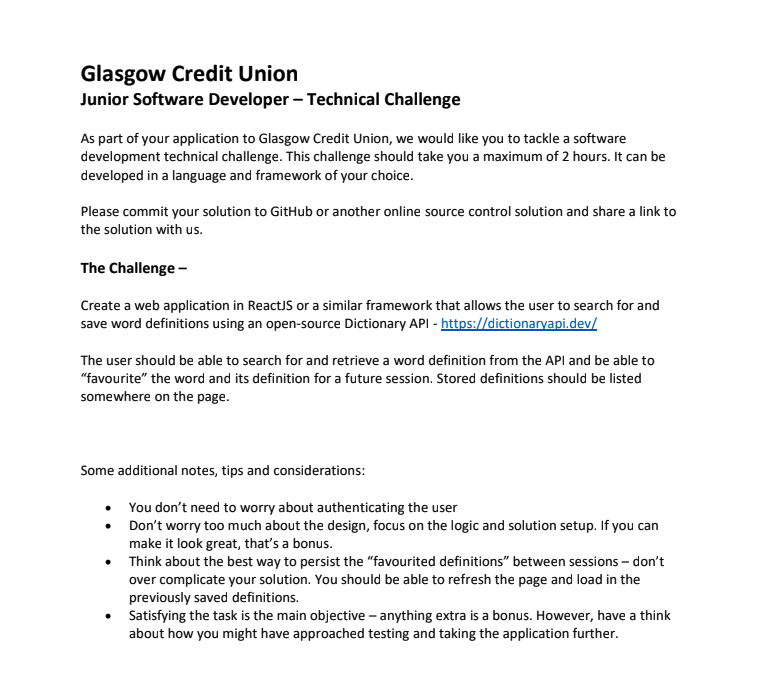 Glasgow Credit Union
Junior Software Developer – Technical Challenge
As part of your application to Glasgow Credit Union, we would like you to tackle a software
development technical challenge. This challenge should take you a maximum of 2 hours. It can be
developed in a language and framework of your choice.
Please commit your solution to GitHub or another online source control solution and share a link to
the solution with us.
The Challenge –
Create a web application in ReactJS or a similar framework that allows the user to search for and
save word definitions using an open-source Dictionary API - https://dictionaryapi.dev/
The user should be able to search for and retrieve a word definition from the API and be able to
“favourite” the word and its definition for a future session. Stored definitions should be listed
somewhere on the page.
Some additional notes, tips and considerations:
• You don’t need to worry about authenticating the user
• Don’t worry too much about the design, focus on the logic and solution setup. If you can
make it look great, that’s a bonus.
• Think about the best way to persist the “favourited definitions” between sessions – don’t
over complicate your solution. You should be able to refresh the page and load in the
previously saved definitions.
• Satisfying the task is the main objective – anything extra is a bonus. However, have a think
about how you might have approached testing and taking the application further.